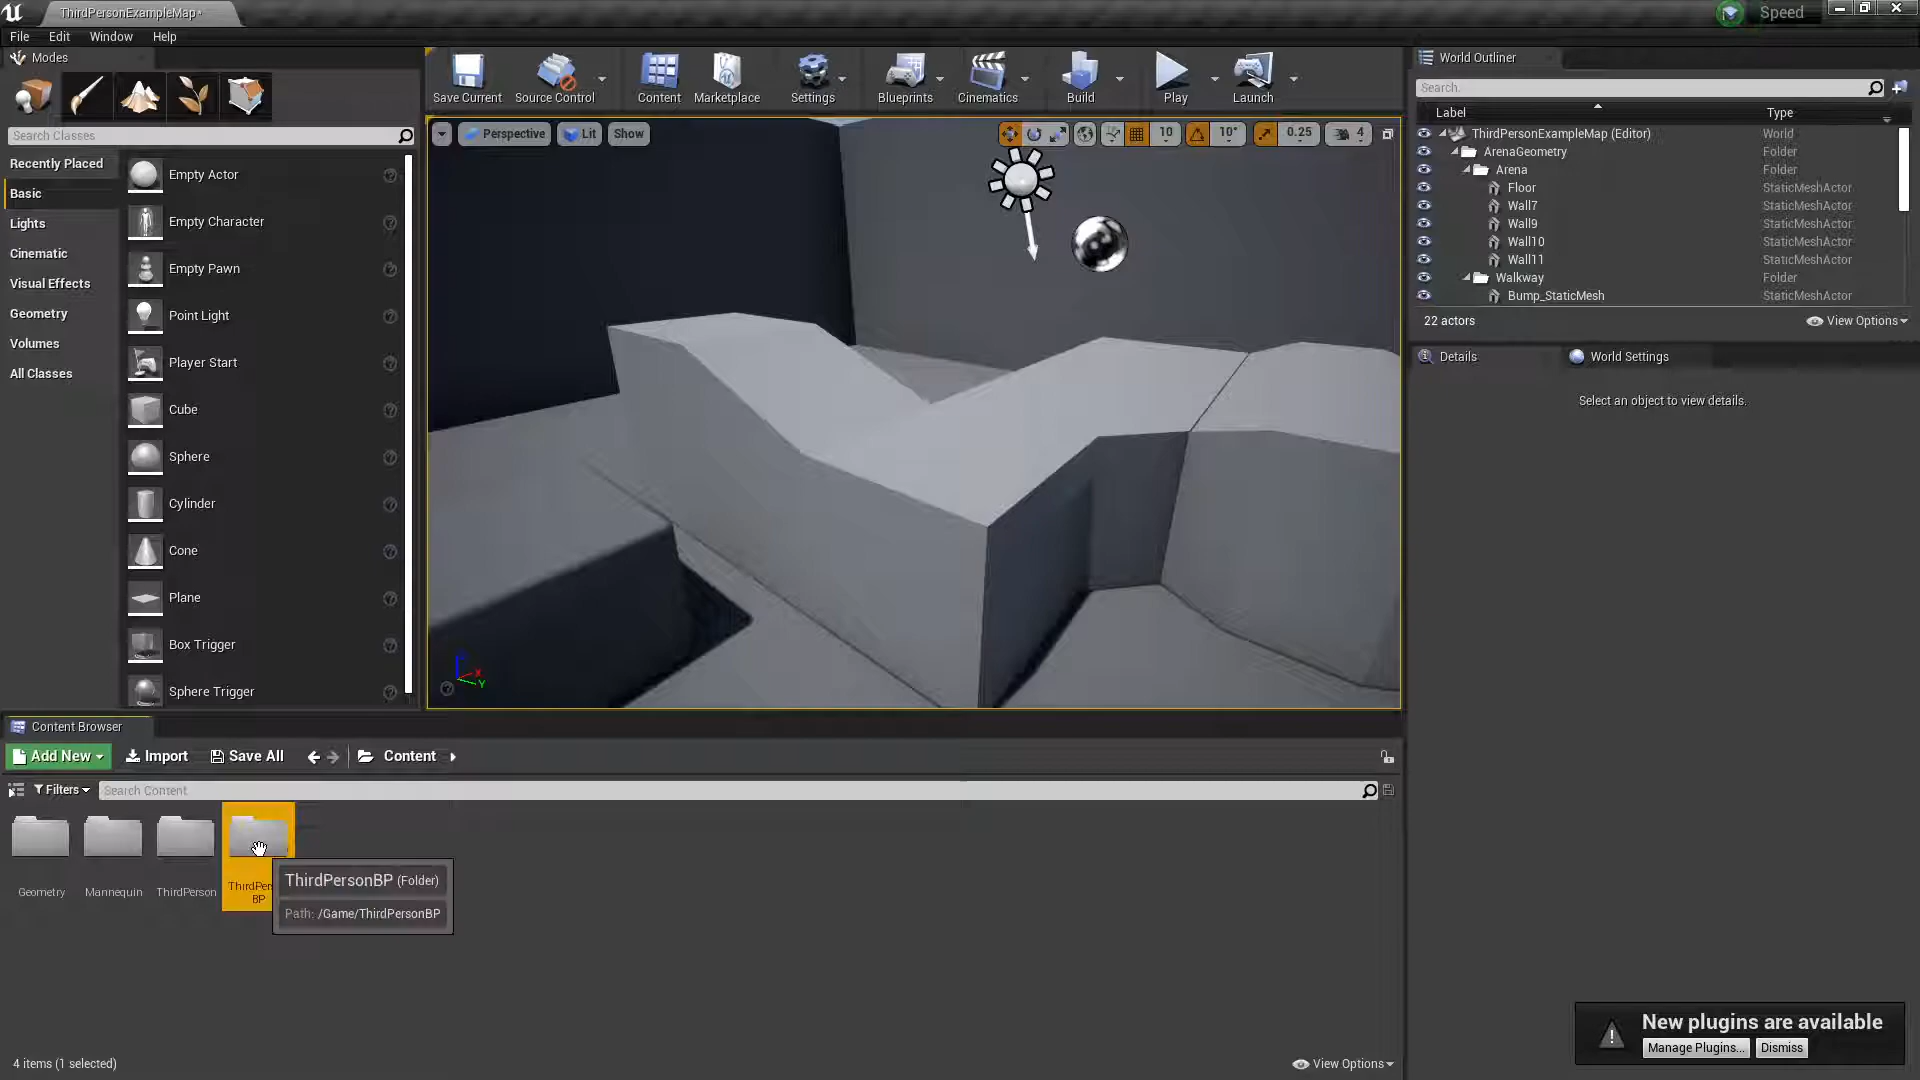 ThirdPersonExampleMap*
Speed
File Edit Window Help
Modes
Search Classes
Recently Placed
Basic
Lights
Cinematic
Visual Effects
Geometry
Volumes
All Classes
Empty Actor
Empty Character
Empty Pawn
Point Light
Player Start
Cube
Sphere
Cylinder
Cone
Plane
Box Trigger
Sphere Trigger
Save Current Source Control Content Marketplace Settings Blueprints Cinematics Build Play Launch
Perspective Lit Show
10 10° 0.25 4
X
Y
World Outliner
Search.
Label Type
ThirdPersonExampleMap (Editor) World
ArenaGeometry Folder
Arena Folder
Floor StaticMeshActor
Wall7 StaticMeshActor
Wall9 StaticMeshActor
Wall10 StaticMeshActor
Wall11 StaticMeshActor
Walkway Folder
Bump_StaticMesh StaticMeshActor
22 actors View Options
Details World Settings
Select an object to view details.
Content Browser
Add New Import Save All Content
Filters Search Content
Geometry Mannequin ThirdPerson ThirdPers
BP
ThirdPersonBP (Folder)
Path: /Game/ThirdPersonBP
4 items (1 selected) View Options
New plugins are available
Manage Plugins... Dismiss